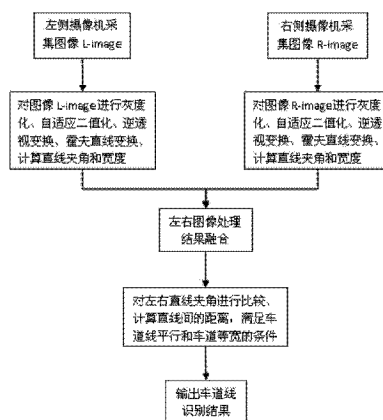 左侧摄像机采
集图像 L-image
右侧摄像机采
集图像 R-image
对图像 L-image进行灰度
化、自适应二值化、逆透
视变换、霍夫直线变换、
计算直线夹角和宽度
对图像 R-image进行灰度
化、自适应二值化、逆透
视变换、霍夫直线变换、
计算直线夹角和宽度
左右图像处理
结果融合
对左右直线夹角进行比较、
计算直线间的距离，满足车
道线平行和车道等宽的条件
输出车道线
识别结果